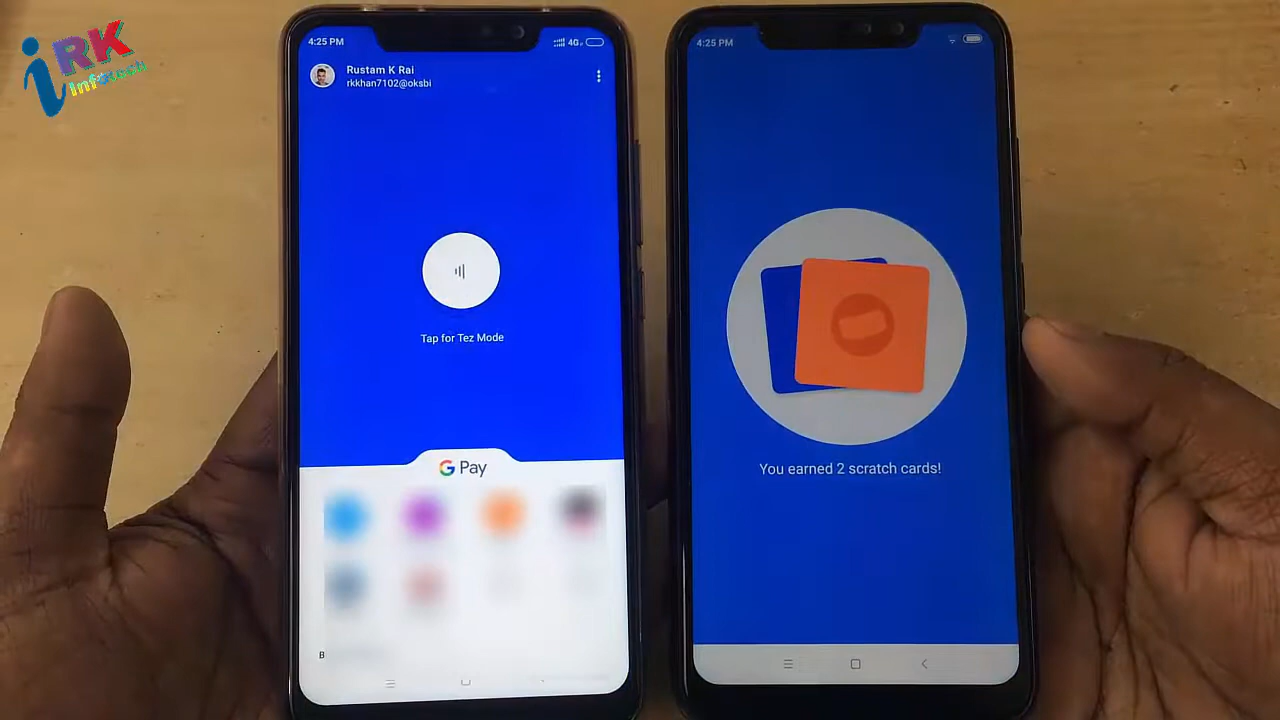 iRK
Infotech
4:25 PM
4G
Rustam K Rai
rkkhan7102@oksbi
Tap for Tez Mode
G Pay
B
4:25 PM
You earned 2 scratch cards!